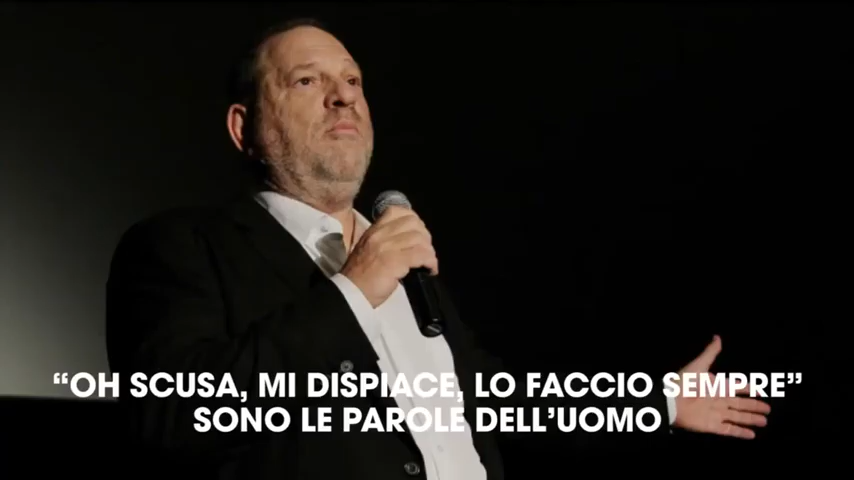 “OH SCUSA, MI DISPIACE, LO FACCIO SEMPRE”
SONO LE PAROLE DELL’UOMO